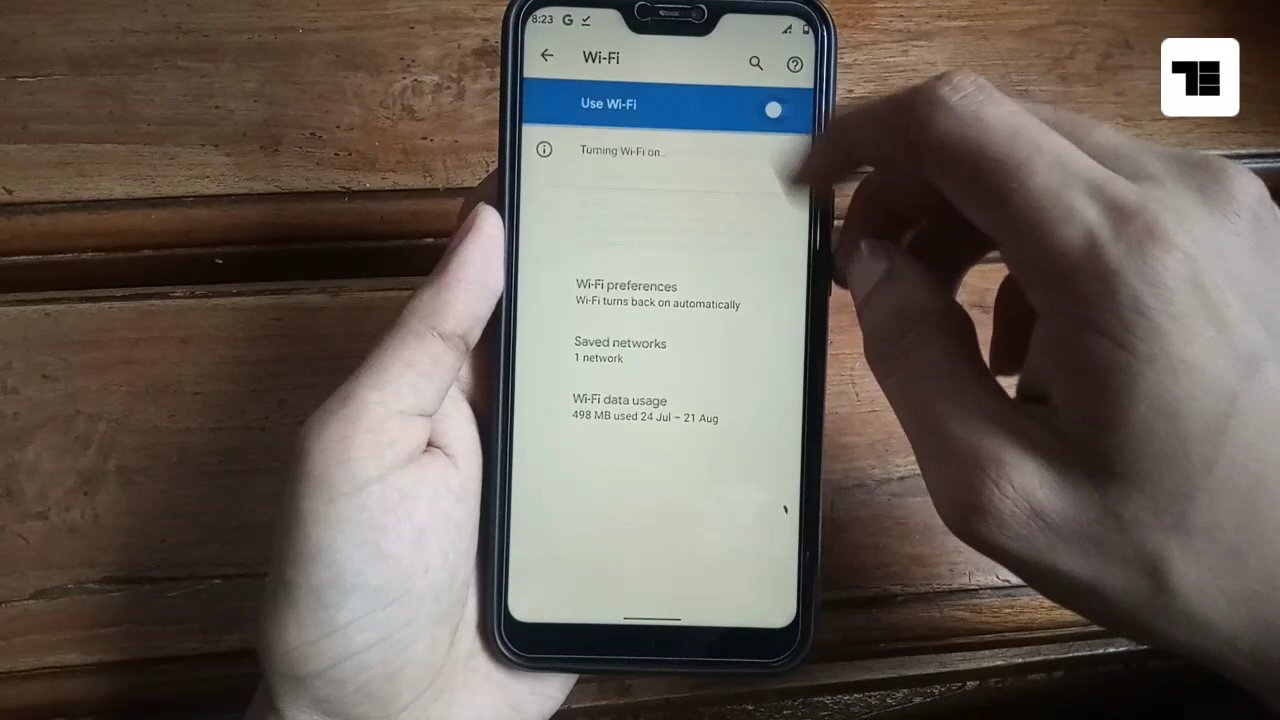 8:23 G
Wi-Fi
Use Wi-Fi
Turning Wi-Fi on...
Wi-Fi preferences
Wi-Fi turns back on automatically
Saved networks
1 network
Wi-Fi data usage
498 MB used 24 Jul – 21 Aug
TE